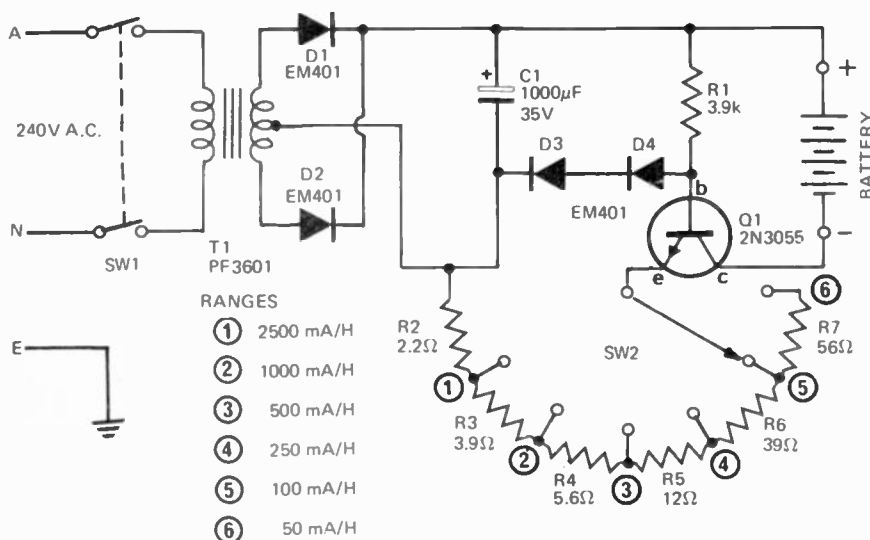 A
N
E
240V A.C.
SW1
T1
PF3601
D1
EM401
D2
EM401
+
C1
1000µF
35V
D3
D4
EM401
R1
3.9k
b
e
c
Q1
2N3055
+
BATTERY
−
RANGES
① 2500 mA/H
② 1000 mA/H
③ 500 mA/H
④ 250 mA/H
⑤ 100 mA/H
⑥ 50 mA/H
R2
2.2Ω
①
R3
3.9Ω
②
R4
5.6Ω
③
R5
12Ω
④
R6
39Ω
⑤
R7
56Ω
⑥
SW2